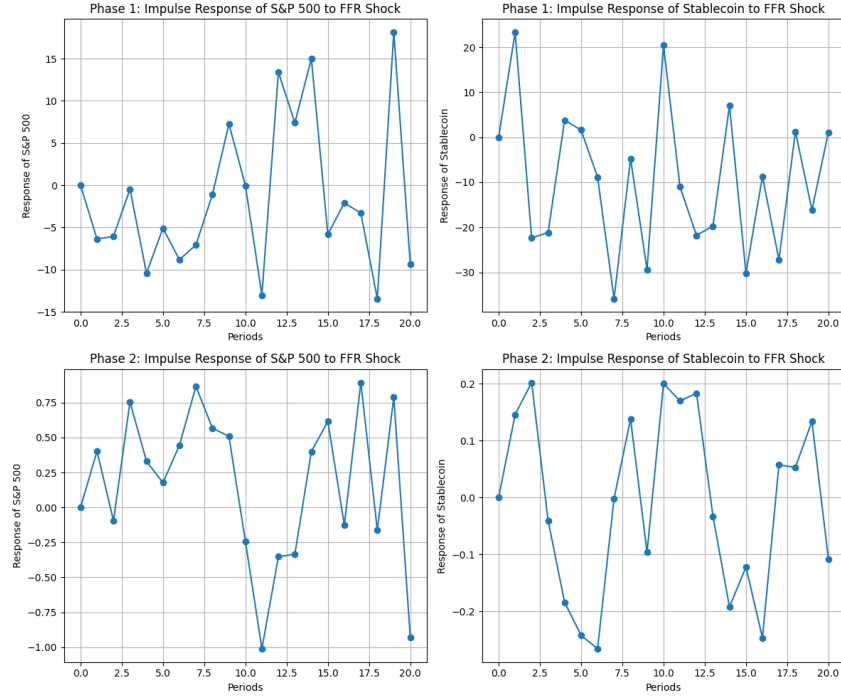 Phase 1: Impulse Response of S&P 500 to FFR Shock
Response of S&P 500
15
10
5
0
−5
−10
−15
0.0 2.5 5.0 7.5 10.0 12.5 15.0 17.5 20.0
Periods
Phase 1: Impulse Response of Stablecoin to FFR Shock
Response of Stablecoin
20
10
0
−10
−20
−30
0.0 2.5 5.0 7.5 10.0 12.5 15.0 17.5 20.0
Periods
Phase 2: Impulse Response of S&P 500 to FFR Shock
Response of S&P 500
0.75
0.50
0.25
0.00
−0.25
−0.50
−0.75
−1.00
0.0 2.5 5.0 7.5 10.0 12.5 15.0 17.5 20.0
Periods
Phase 2: Impulse Response of Stablecoin to FFR Shock
Response of Stablecoin
0.2
0.1
0.0
−0.1
−0.2
0.0 2.5 5.0 7.5 10.0 12.5 15.0 17.5 20.0
Periods